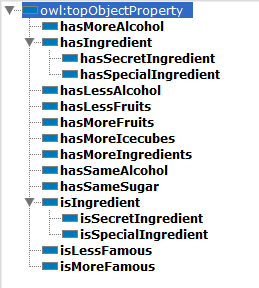 owl:topObjectProperty
hasMoreAlcohol
hasIngredient
hasSecretIngredient
hasSpecialIngredient
hasLessAlcohol
hasLessFruits
hasMoreFruits
hasMoreIcecubes
hasMoreIngredients
hasSameAlcohol
hasSameSugar
isIngredient
isSecretIngredient
isSpecialIngredient
isLessFamous
isMoreFamous